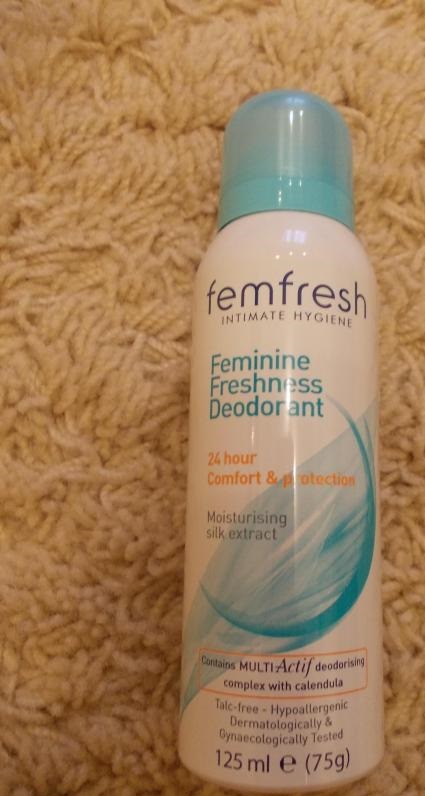 femfresh
INTIMATE HYGIENE
Feminine
Freshness
Deodorant
24 hour
Comfort & protection
Moisturising
silk extract
Contains MULTI Actif deodorising
complex with calendula
Talc-free - Hypoallergenic
Dermatologically &
Gynaecologically Tested
125 ml e (75g)